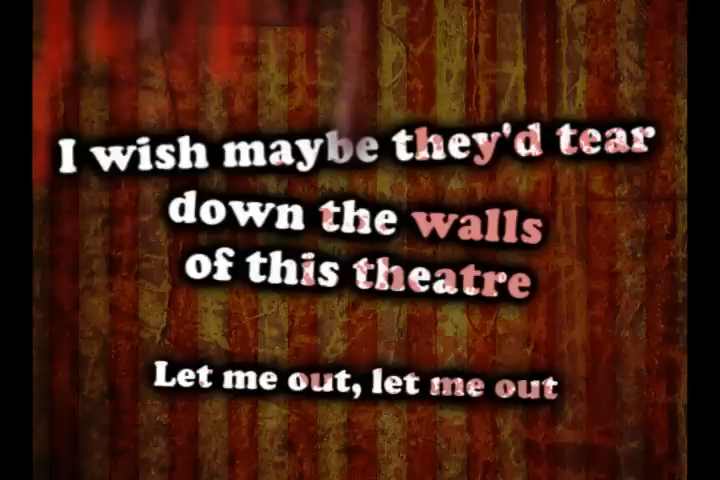 I wish maybe they'd tear
down the walls
of this theatre
Let me out, let me out